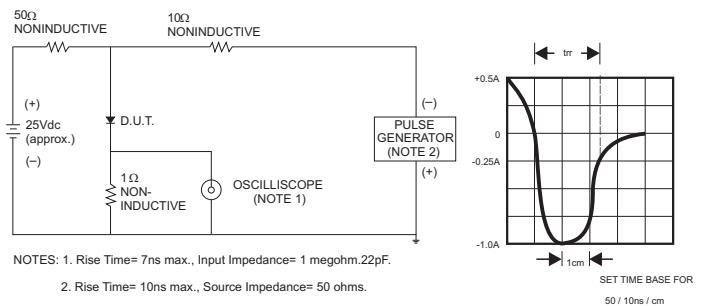 50Ω
NONINDUCTIVE
10Ω
NONINDUCTIVE
(+)
25Vdc
(approx.)
(–)
D.U.T.
1Ω
NON-
INDUCTIVE
OSCILLISCOPE
(NOTE 1)
(–)
PULSE
GENERATOR
(NOTE 2)
(+)
trr
+0.5A
0
-0.25A
-1.0A
1cm
SET TIME BASE FOR
50 / 10ns / cm
NOTES: 1. Rise Time= 7ns max., Input Impedance= 1 megohm.22pF.
2. Rise Time= 10ns max., Source Impedance= 50 ohms.